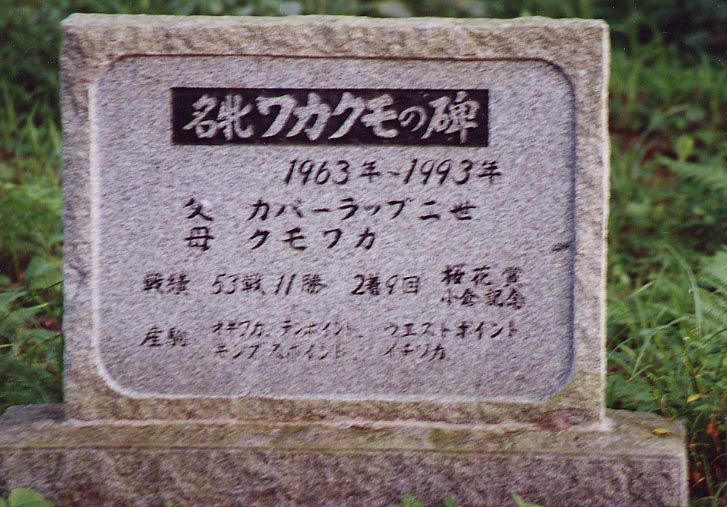 名牝ワカクモの碑
1963年~1993年
父 カバーラップ二世
母 クモワカ
戦績 53戦11勝 2着9回 桜花賞
小倉記念
産駒 オキワカ、テンポイント、ウエストポイント
キングスポイント、イチワカ